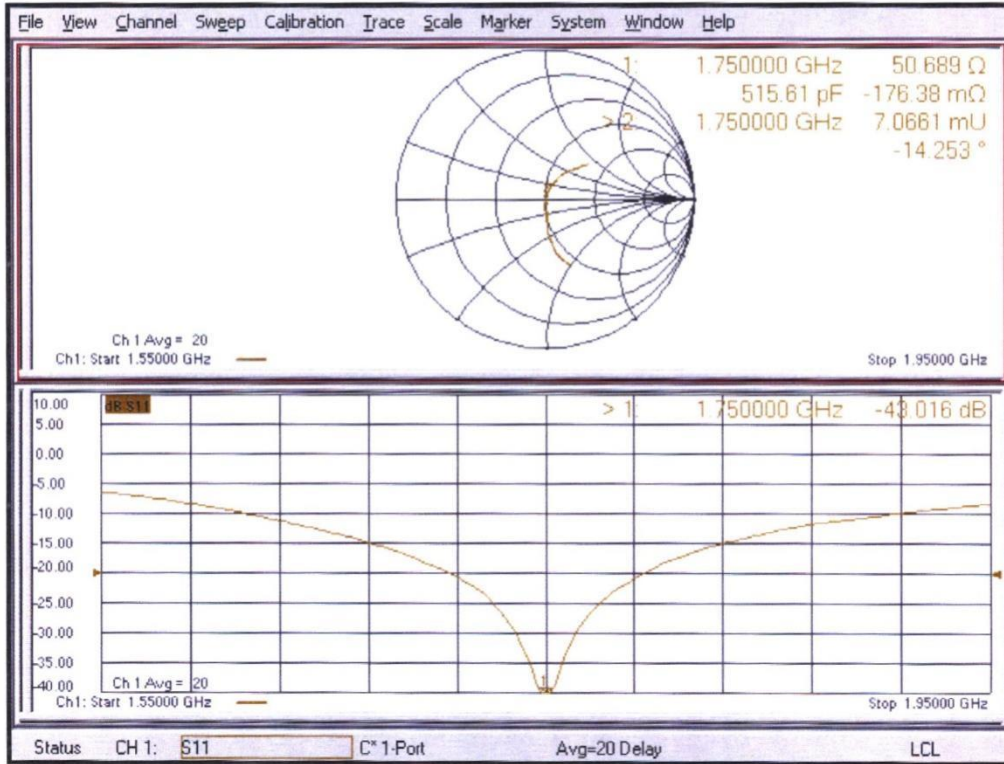 File View Channel Sweep Calibration Trace Scale Marker System Window Help
1: 1.750000 GHz 50.689 Ω
515.61 pF -176.38 mΩ
> 2: 1.750000 GHz 7.0661 mU
-14.253 °
Ch 1 Avg = 20
Ch1: Start 1.55000 GHz
Stop 1.95000 GHz
10.00
dB S11
> 1: 1.750000 GHz -43.016 dB
5.00
0.00
-5.00
-10.00
-15.00
-20.00
-25.00
-30.00
-35.00
-40.00
1
Ch 1 Avg = 20
Ch1: Start 1.55000 GHz
Stop 1.95000 GHz
Status CH 1: S11 C* 1-Port Avg=20 Delay LCL